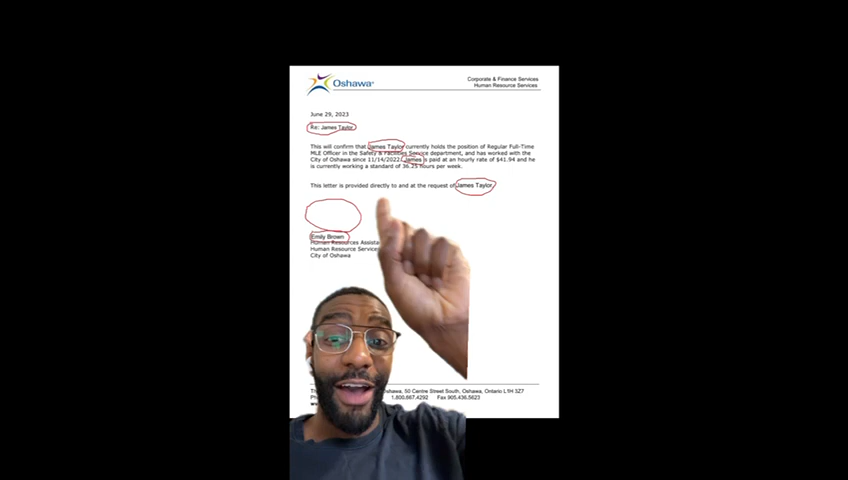 Oshawa
Corporate & Finance Services
Human Resource Services
June 29, 2023
Re: James Taylor
This will confirm that James Taylor currently holds the position of Regular Full-Time
MLE Officer in the Safety & Facilities Service department, and has worked with the
City of Oshawa since 11/14/2022. James is paid at an hourly rate of $41.94 and he
is currently working a standard of 36.25 hours per week.
This letter is provided directly to and at the request of James Taylor
Emily Brown
Human Resources Assista
Human Resource Services
City of Oshawa
Oshawa, 50 Centre Street South, Oshawa, Ontario L1H 3Z7
1.800.667.4292 Fax 905.436.5623